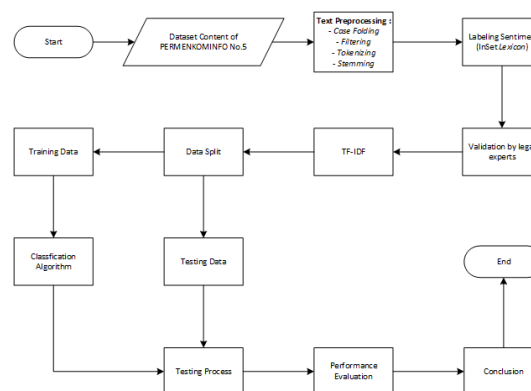 Start
Dataset Content of
PERMENKOMINFO No.5
Text Preprocessing :
- Case Folding
- Filtering
- Tokenizing
- Stemming
Labeling Sentimen
(InSet Lexicon)
Training Data
Data Split
TF-IDF
Validation by legal
experts
Classfication
Algorithm
Testing Data
End
Testing Process
Performance
Evaluation
Conclusion